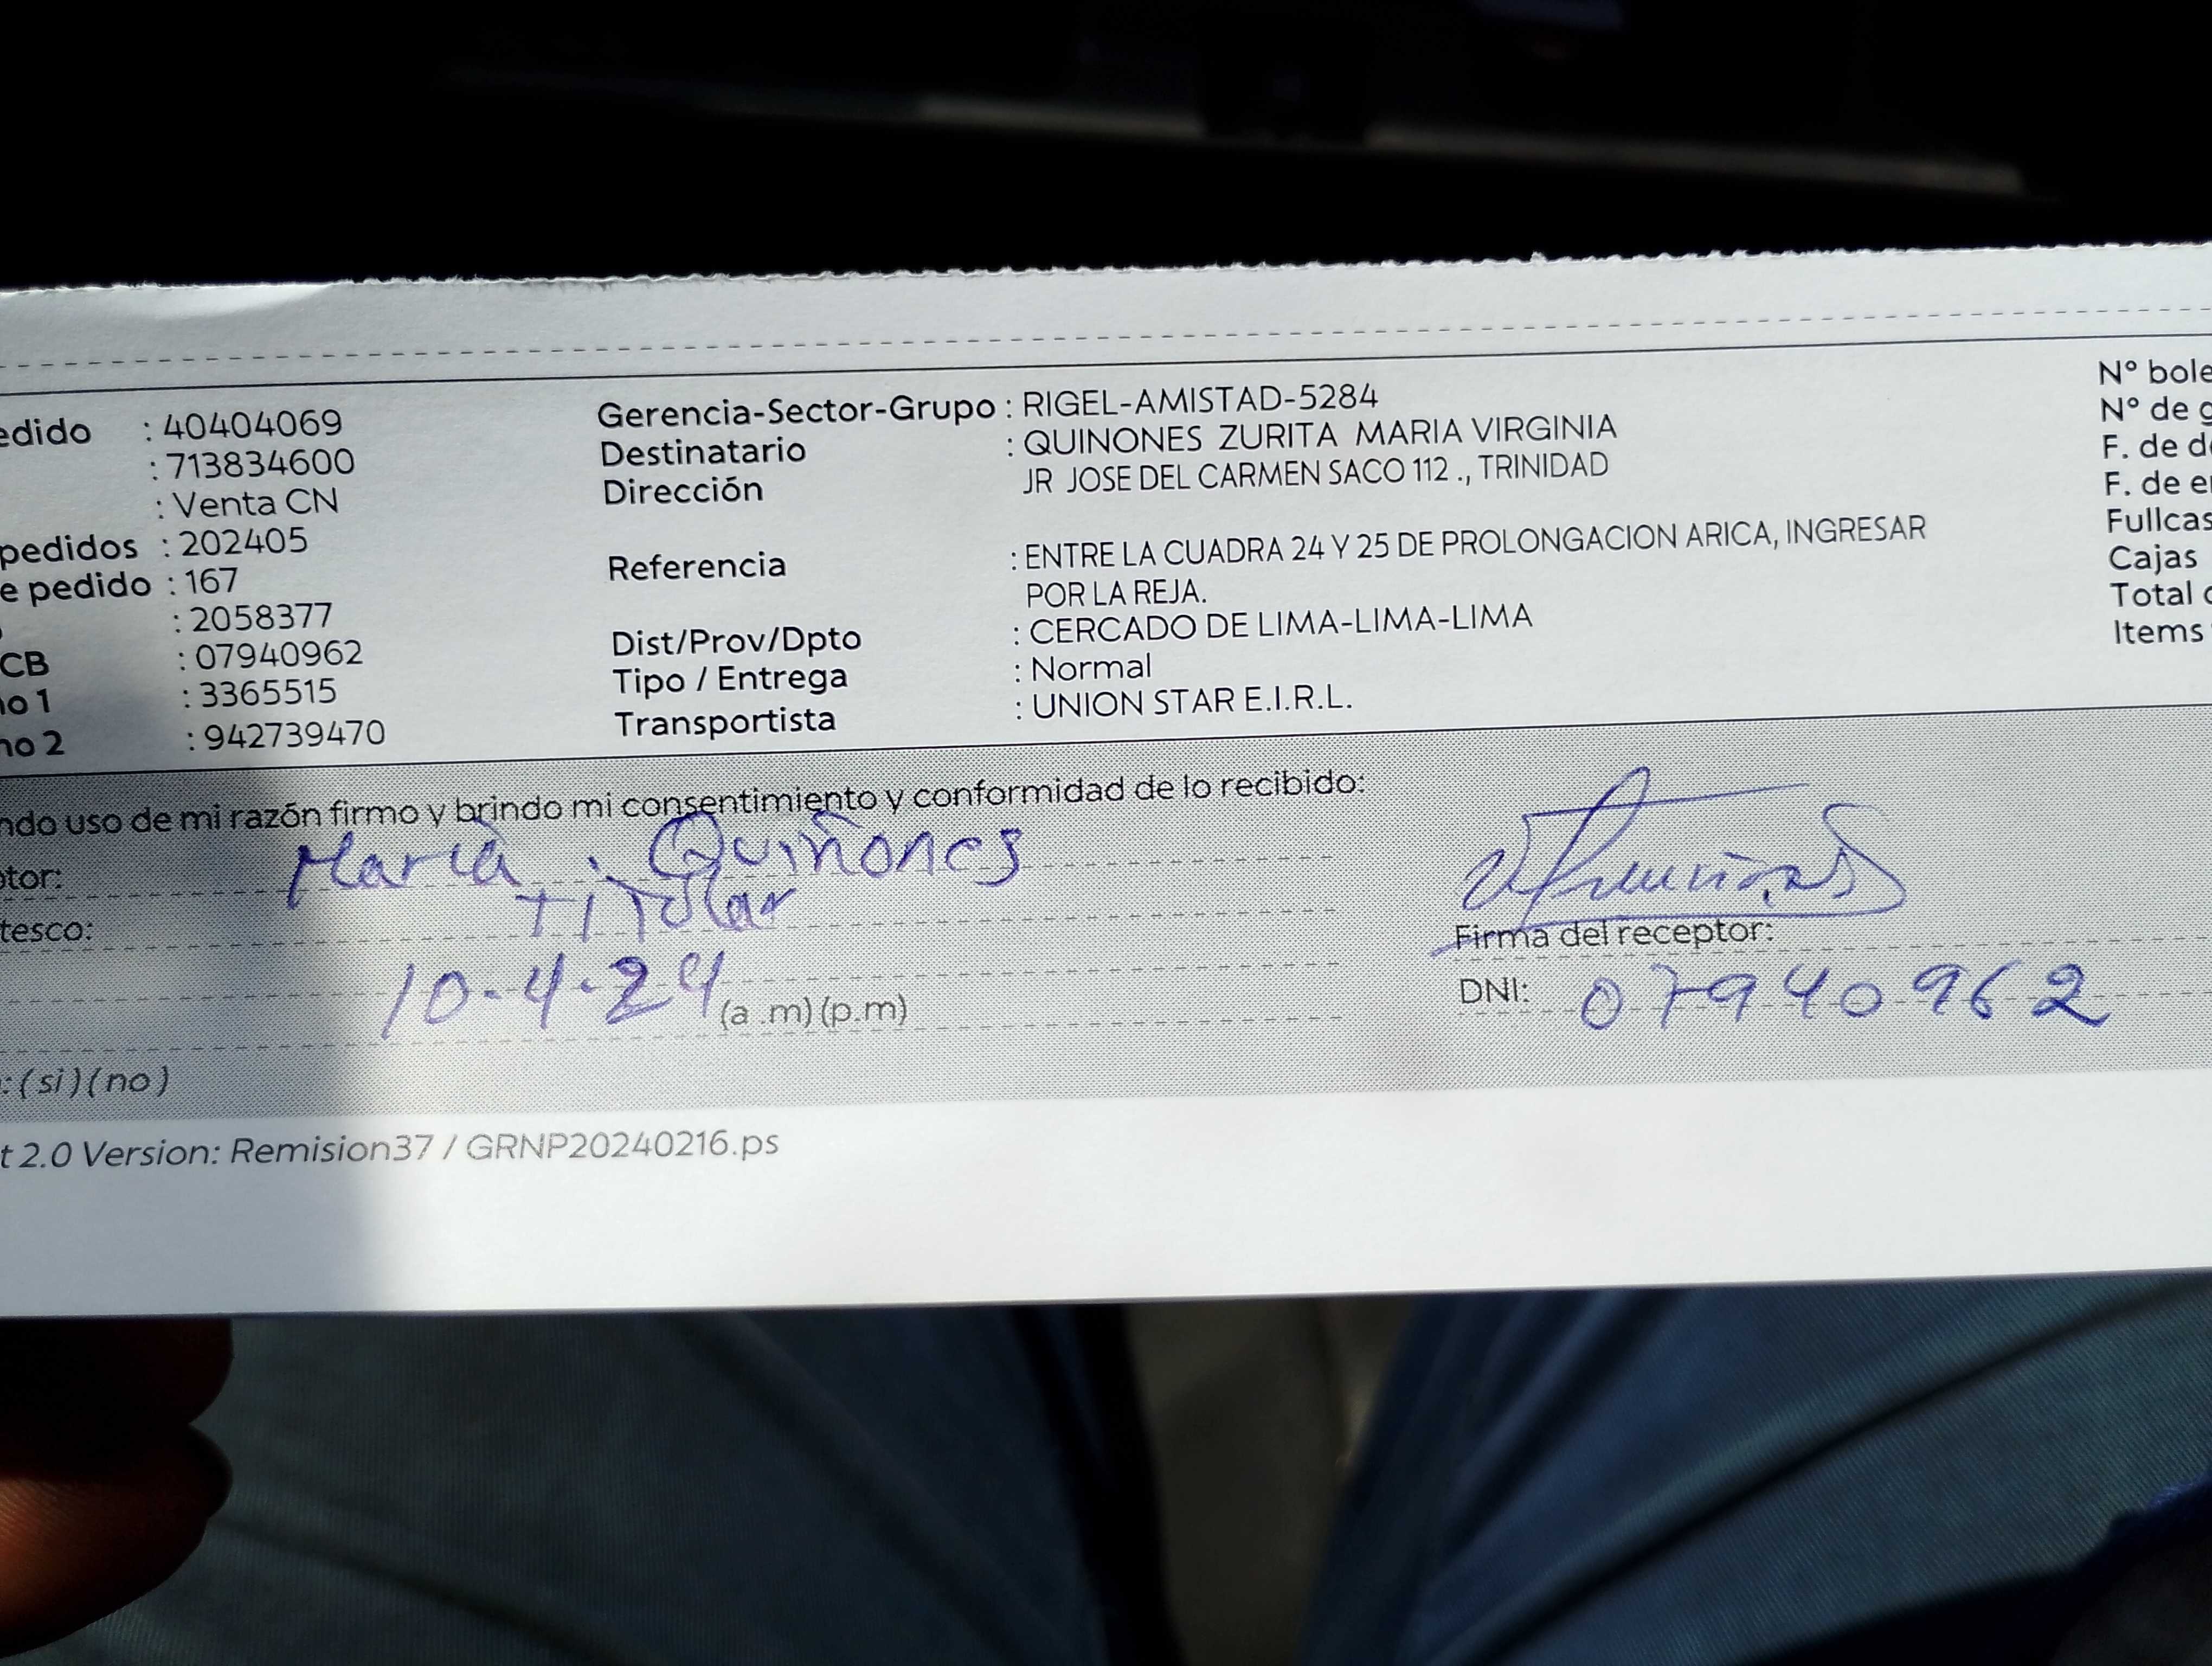 edido : 40404069
: 713834600
: Venta CN
pedidos : 202405
e pedido : 167
: 2058377
CB : 07940962
no 1 : 3365515
no 2 : 942739470
Gerencia-Sector-Grupo : RIGEL-AMISTAD-5284
Destinatario : QUINONES ZURITA MARIA VIRGINIA
Dirección JR JOSE DEL CARMEN SACO 112 ., TRINIDAD
Referencia : ENTRE LA CUADRA 24 Y 25 DE PROLONGACION ARICA, INGRESAR
POR LA REJA.
Dist/Prov/Dpto : CERCADO DE LIMA-LIMA-LIMA
Tipo / Entrega : Normal
Transportista : UNION STAR E.I.R.L.
N° bole
N° de g
F. de d
F. de e
Fullcas
Cajas
Total
Items
ndo uso de mi razón firmo y brindo mi consentimiento y conformidad de lo recibido:
tor: Maria . Quiñones
tesco: Titular
10-4-24 (a .m) (p.m)
: (si) (no)
Firma del receptor:
DNI: 07940962
t 2.0 Version: Remision37 / GRNP20240216.ps